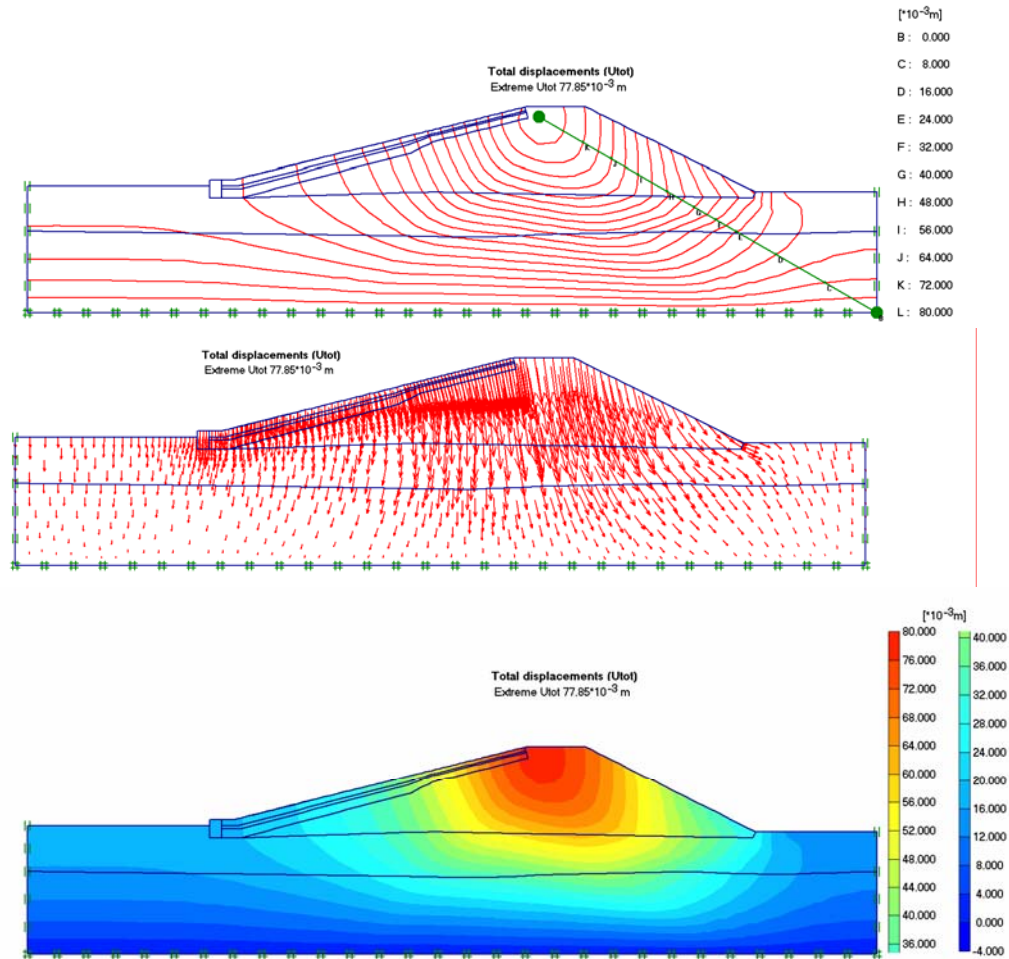 [*10⁻³m]
B : 0.000
C : 8.000
D : 16.000
E : 24.000
F : 32.000
G : 40.000
H : 48.000
I : 56.000
J : 64.000
K : 72.000
L : 80.000
Total displacements (Utot)
Extreme Utot 77.85*10⁻³ m
K
J
I
H
G
F
E
D
C
B
Total displacements (Utot)
Extreme Utot 77.85*10⁻³ m
[*10⁻³m]
80.000
76.000
72.000
68.000
64.000
60.000
56.000
52.000
48.000
44.000
40.000
36.000
40.000
36.000
32.000
28.000
24.000
20.000
16.000
12.000
8.000
4.000
0.000
-4.000
Total displacements (Utot)
Extreme Utot 77.85*10⁻³ m